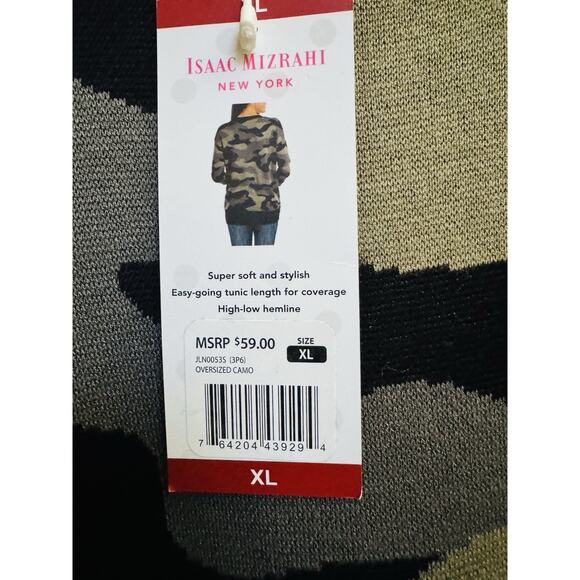 L
ISAAC MIZRAHI
NEW YORK
Super soft and stylish
Easy-going tunic length for coverage
High-low hemline
MSRP $59.00
SIZE
XL
JLN0053S (3P6)
OVERSIZED CAMO
7 64204 43929 4
XL